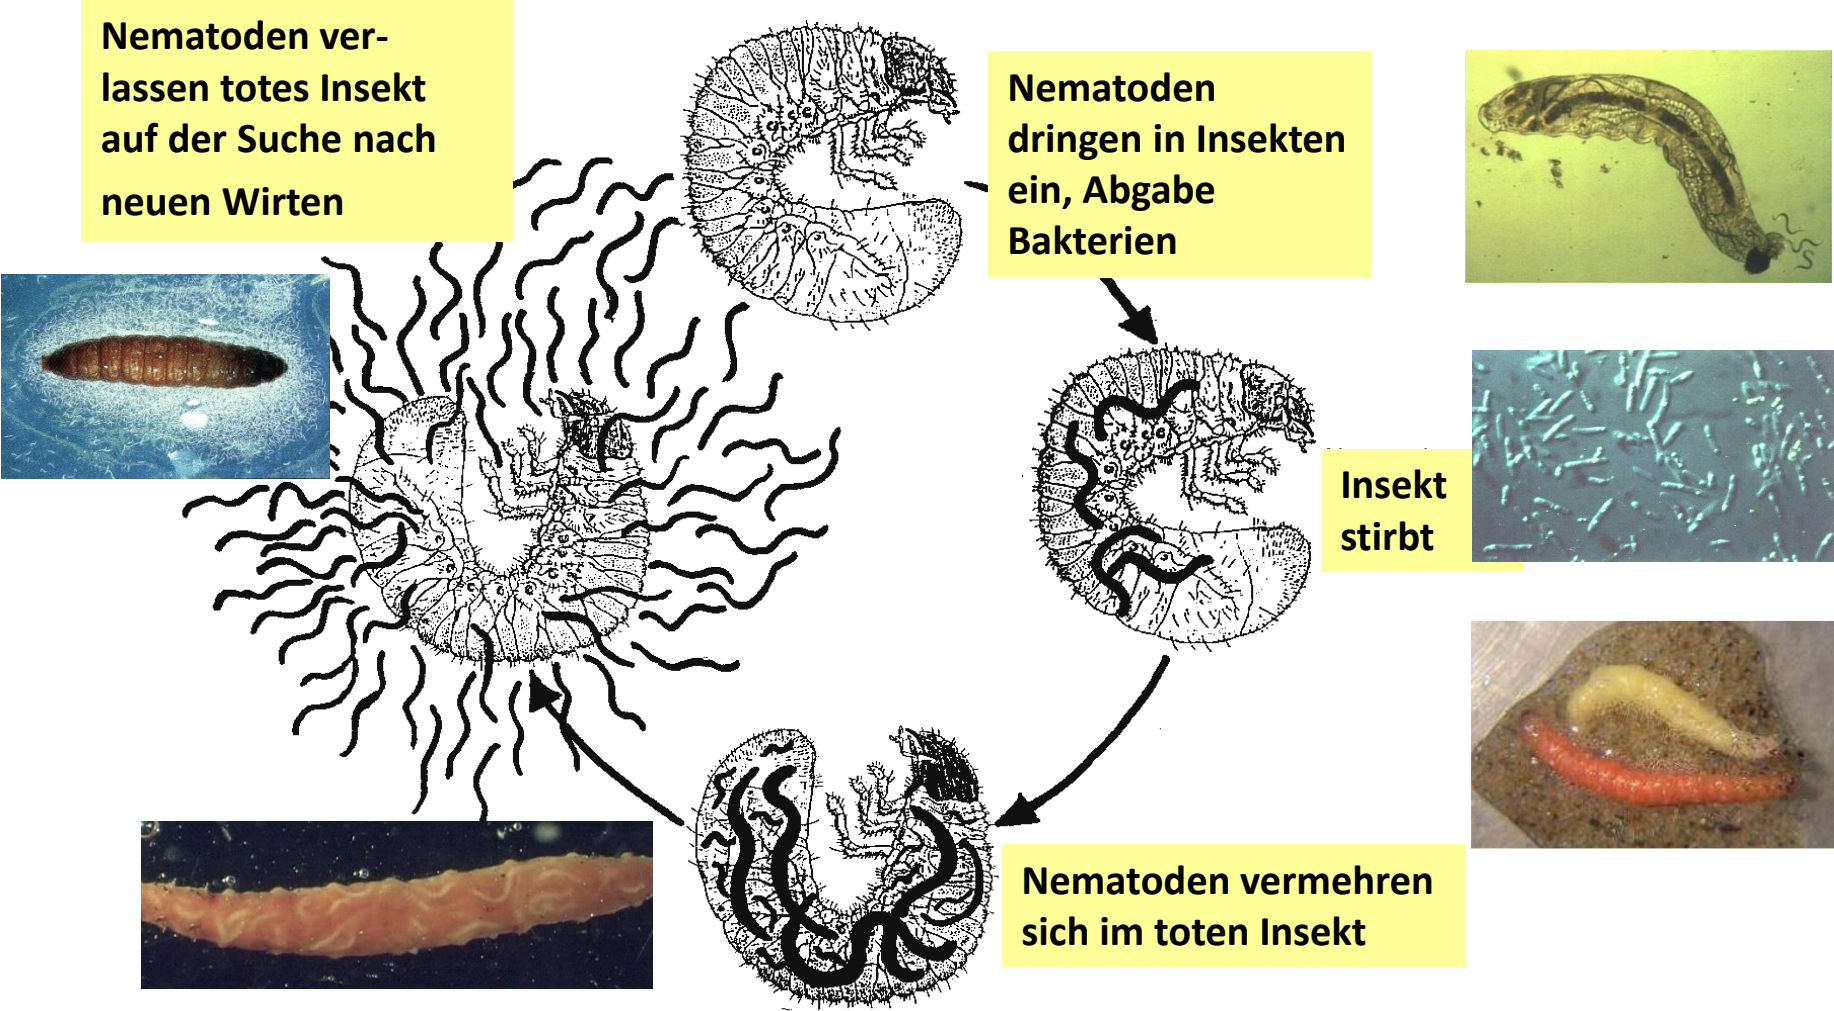 Nematoden ver-
lassen totes Insekt
auf der Suche nach
neuen Wirten
Nematoden
dringen in Insekten
ein, Abgabe
Bakterien
Insekt
stirbt
Nematoden vermehren
sich im toten Insekt